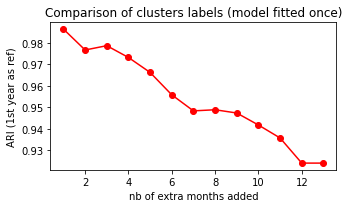 Comparison of clusters labels (model fitted once)
ARI (1st year as ref)
0.98
0.97
0.96
0.95
0.94
0.93
2 4 6 8 10 12
nb of extra months added